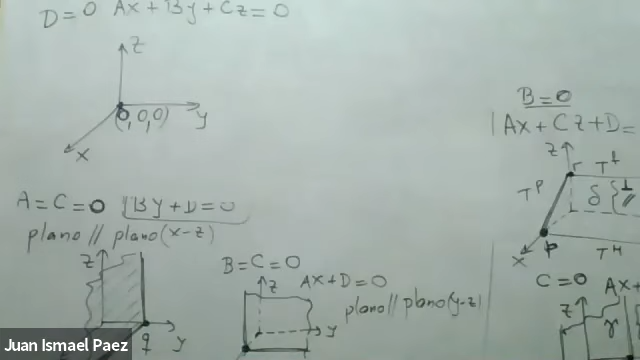 D=0 Ax+By+Cz=0
z
(0,0,0)
y
x
B=0
Ax+Cz+D=
z
r
T
T
δ
p
x
T
A=C=0 By+D=0
plano // plano(x-z)
z
q
y
B=C=0
Ax+D=0
z
plano// plano(y-z)
y
C=0 Ax+
z
γ
Juan Ismael Paez